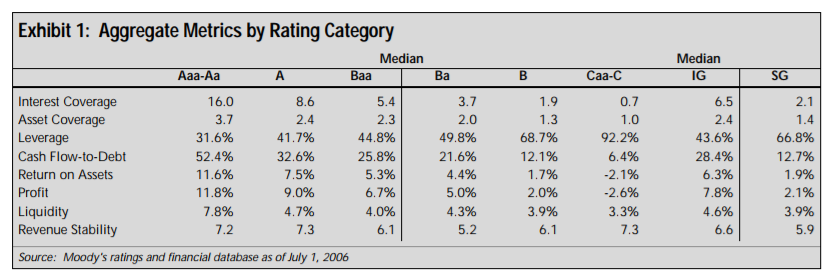 Exhibit 1: Aggregate Metrics by Rating Category
Median Median
Aaa-Aa A Baa Ba B Caa-C IG SG
Interest Coverage 16.0 8.6 5.4 3.7 1.9 0.7 6.5 2.1
Asset Coverage 3.7 2.4 2.3 2.0 1.3 1.0 2.4 1.4
Leverage 31.6% 41.7% 44.8% 49.8% 68.7% 92.2% 43.6% 66.8%
Cash Flow-to-Debt 52.4% 32.6% 25.8% 21.6% 12.1% 6.4% 28.4% 12.7%
Return on Assets 11.6% 7.5% 5.3% 4.4% 1.7% -2.1% 6.3% 1.9%
Profit 11.8% 9.0% 6.7% 5.0% 2.0% -2.6% 7.8% 2.1%
Liquidity 7.8% 4.7% 4.0% 4.3% 3.9% 3.3% 4.6% 3.9%
Revenue Stability 7.2 7.3 6.1 5.2 6.1 7.3 6.6 5.9
Source: Moody's ratings and financial database as of July 1, 2006